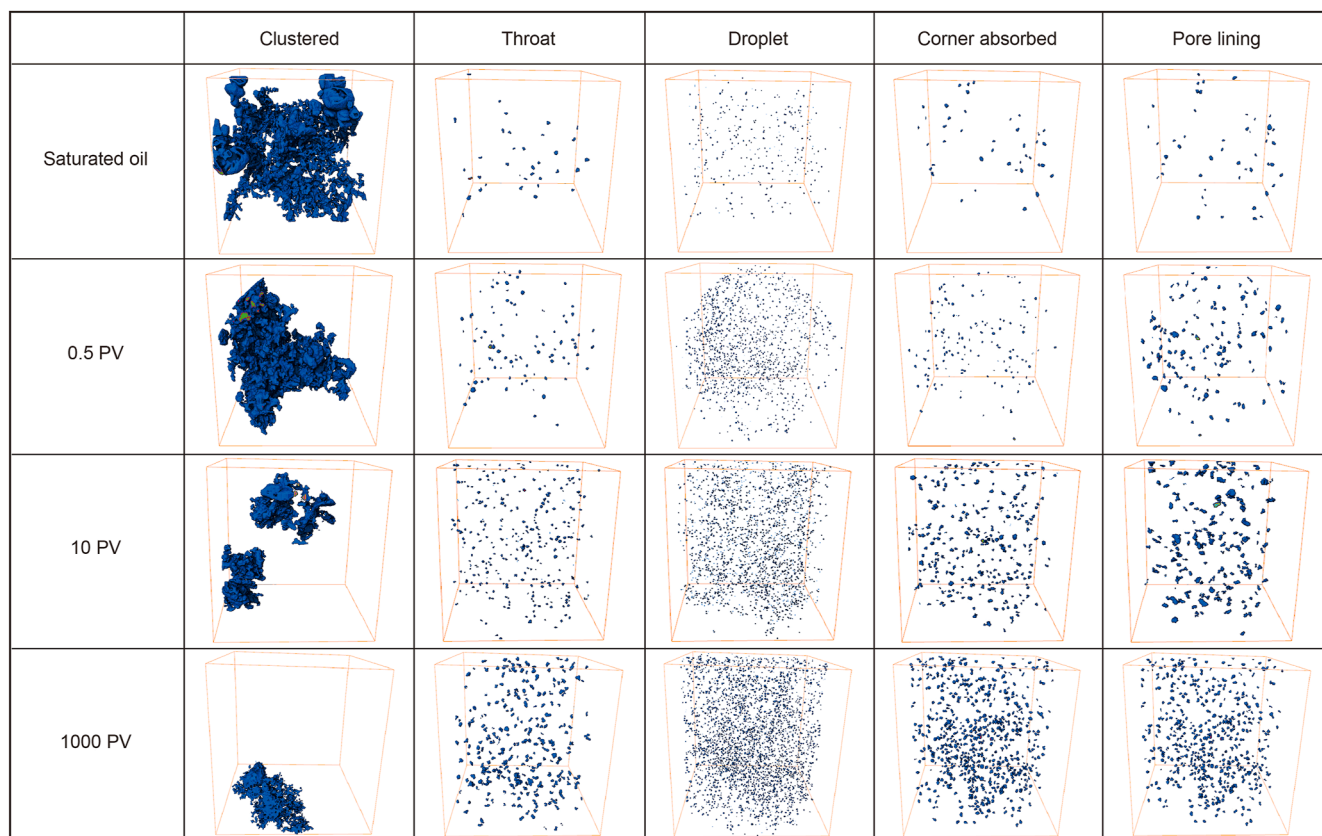 Clustered
Throat
Droplet
Corner absorbed
Pore lining
Saturated oil
0.5 PV
10 PV
1000 PV